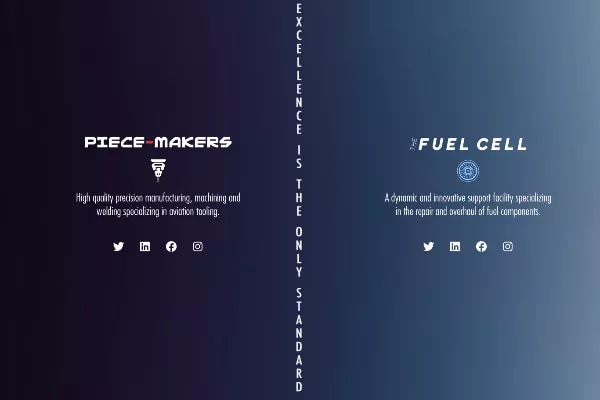 EXCELLENCE IS THE ONLY STANDARD
PIECE-MAKERS
High quality precision manufacturing, machining and
welding specializing in aviation tooling.
THE FUEL CELL
A dynamic and innovative support facility specializing
in the repair and overhaul of fuel components.